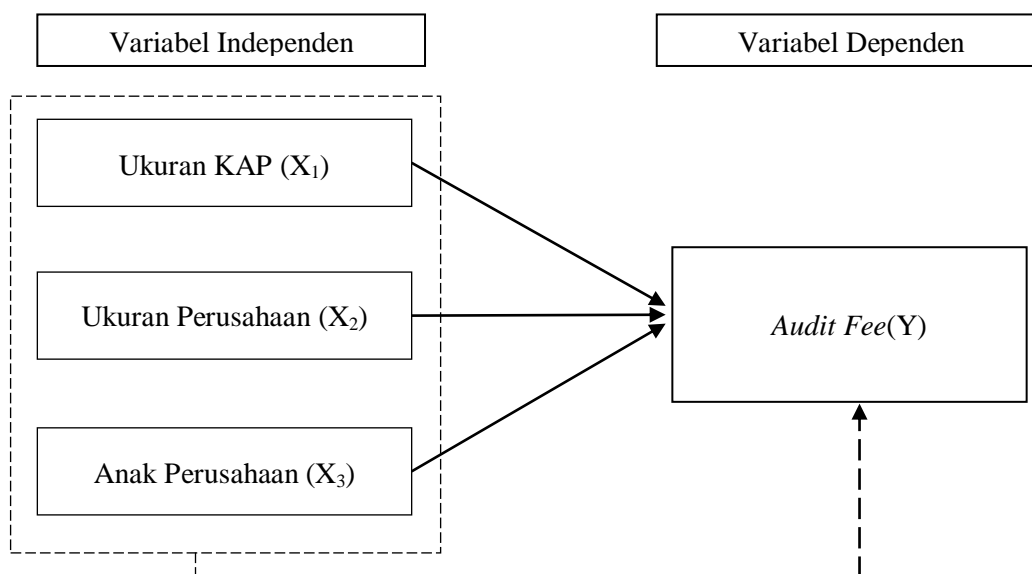 Variabel Independen
Variabel Dependen
Ukuran KAP (X₁)
Ukuran Perusahaan (X₂)
Audit Fee(Y)
Anak Perusahaan (X₃)